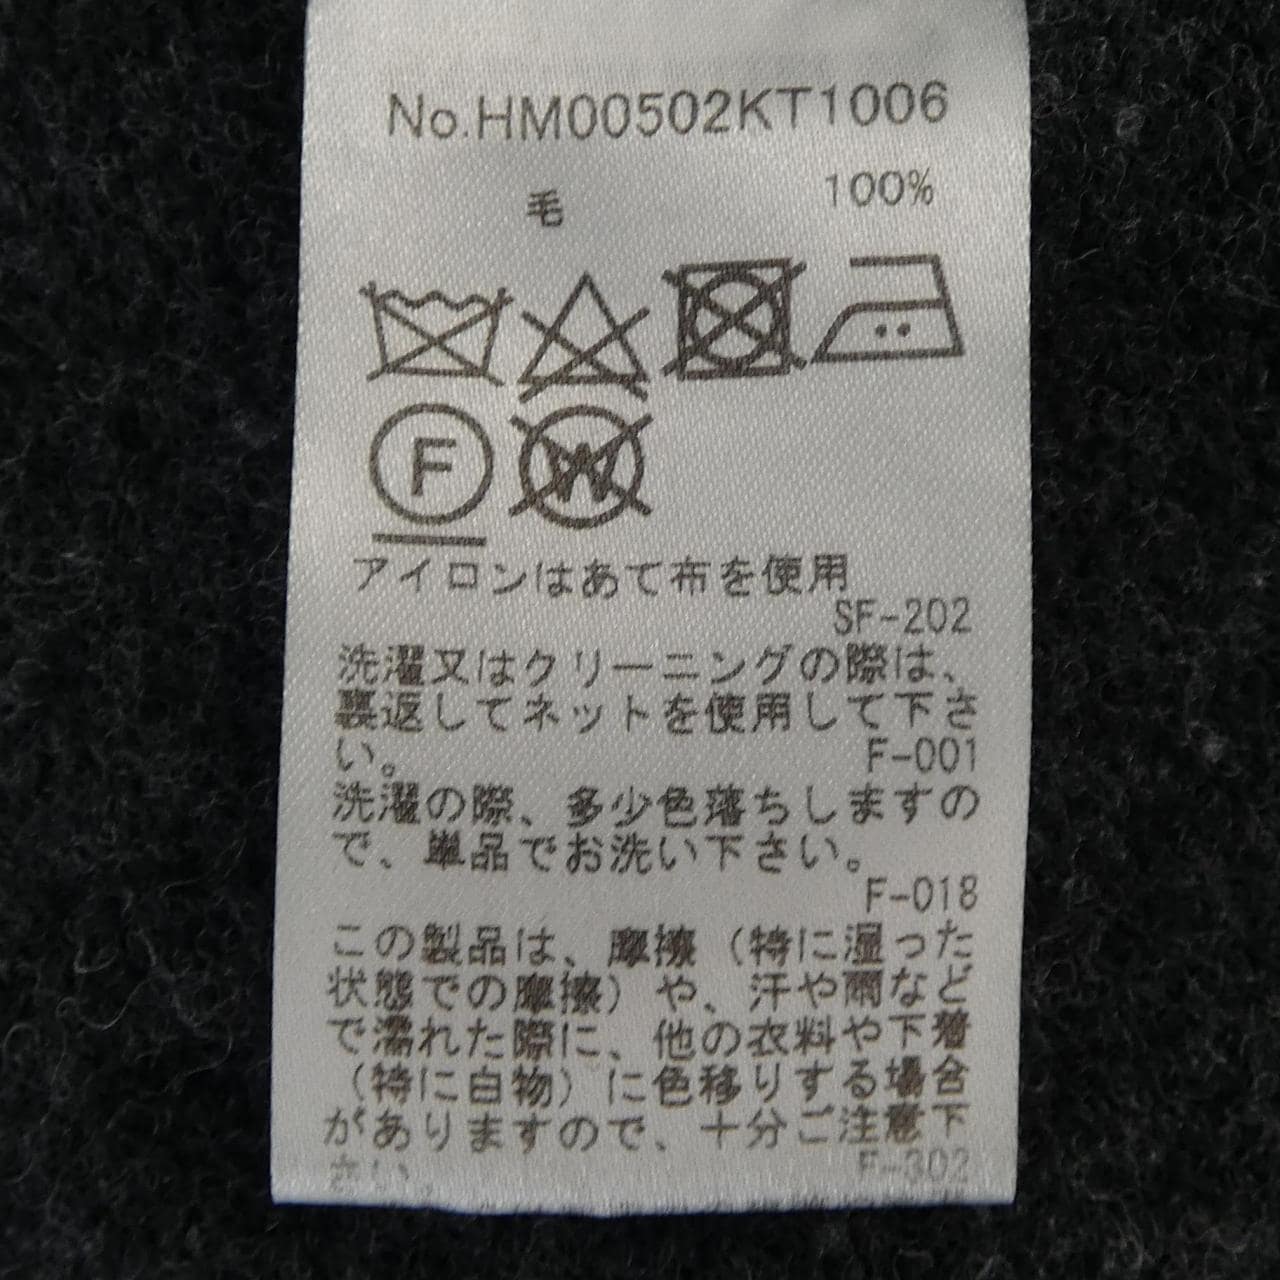 No.HM00502KT1006
毛 100%
F
W
アイロンはあて布を使用
SF-202
洗濯又はクリーニングの際は、
裏返してネットを使用して下さ
い。 F-001
洗濯の際、多少色落ちしますの
で、単品でお洗い下さい。
F-018
この製品は、摩擦（特に湿った
状態での摩擦）や、汗や雨など
で濡れた際に、他の衣料や下着
（特に白物）に色移りする場合
がありますので、十分ご注意下
さい。 F-302